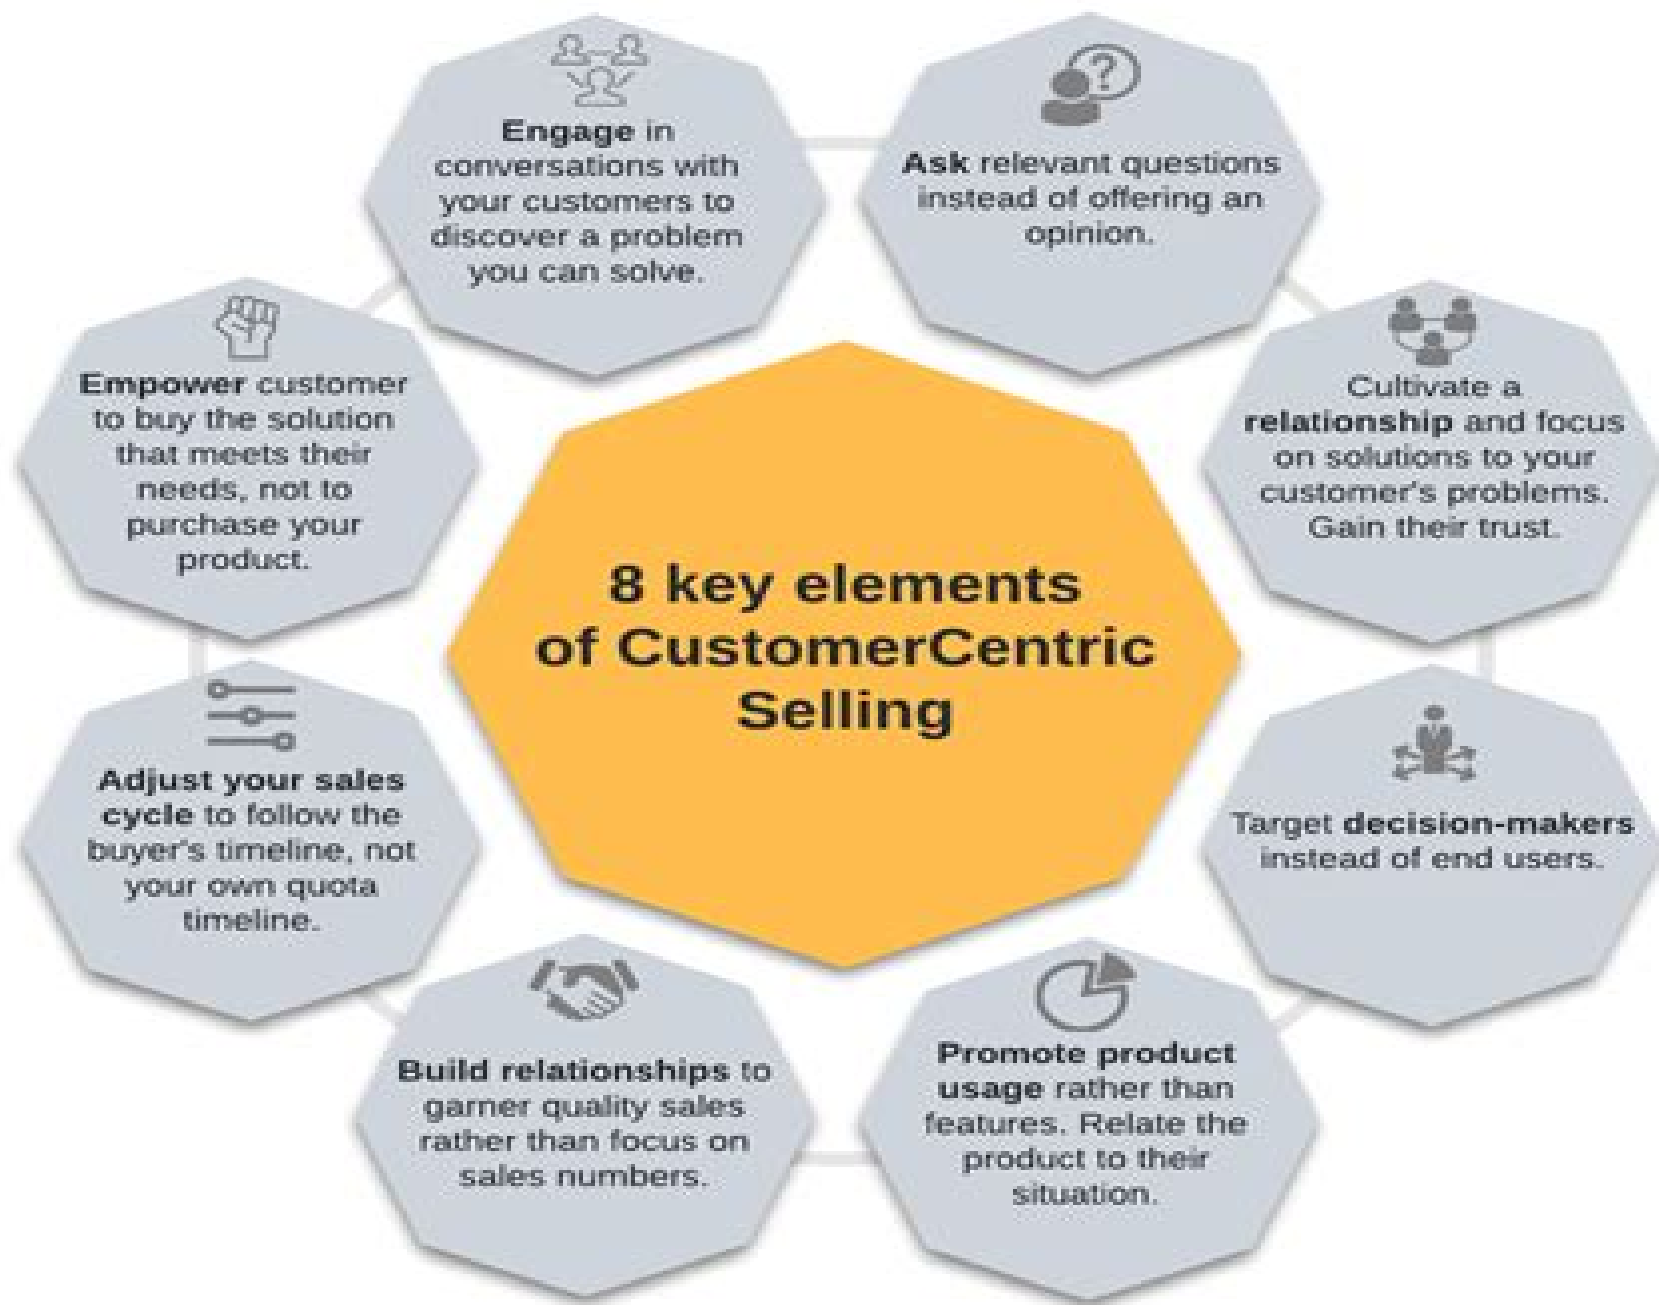 Engage in
conversations with
your customers to
discover a problem
you can solve.
?
Ask relevant questions
instead of offering an
opinion.
Cultivate a
relationship and focus
on solutions to your
customer's problems.
Gain their trust.
Target decision-makers
instead of end users.
Promote product
usage rather than
features. Relate the
product to their
situation.
Build relationships to
garner quality sales
rather than focus on
sales numbers.
Adjust your sales
cycle to follow the
buyer's timeline, not
your own quota
timeline.
Empower customer
to buy the solution
that meets their
needs, not to
purchase your
product.
8 key elements
of CustomerCentric
Selling